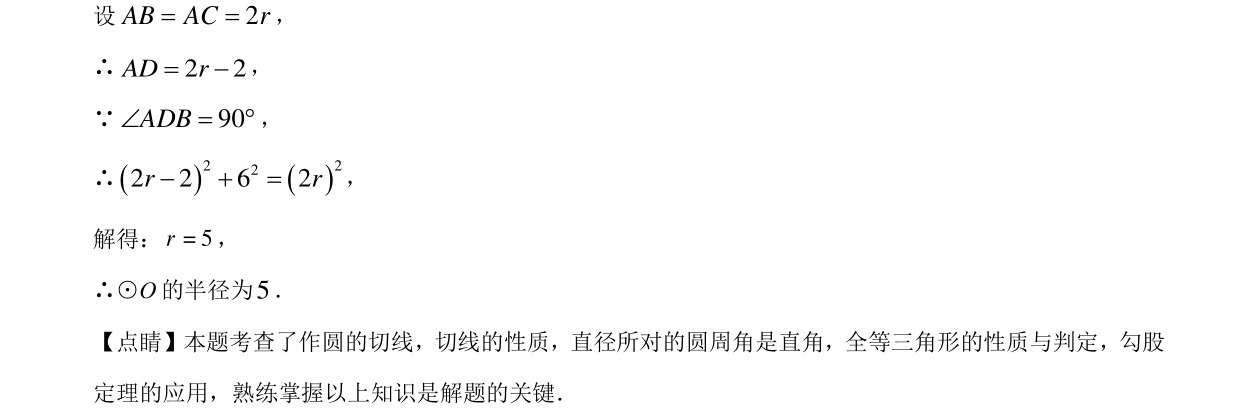 设 AB = AC = 2r，
∴ AD = 2r − 2，
∵ ∠ADB = 90°，
∴ (2r − 2)² + 6² = (2r)²，
解得：r = 5，
∴⊙O 的半径为5．
【点睛】本题考查了作圆的切线，切线的性质，直径所对的圆周角是直角，全等三角形的性质与判定，勾股
定理的应用，熟练掌握以上知识是解题的关键．